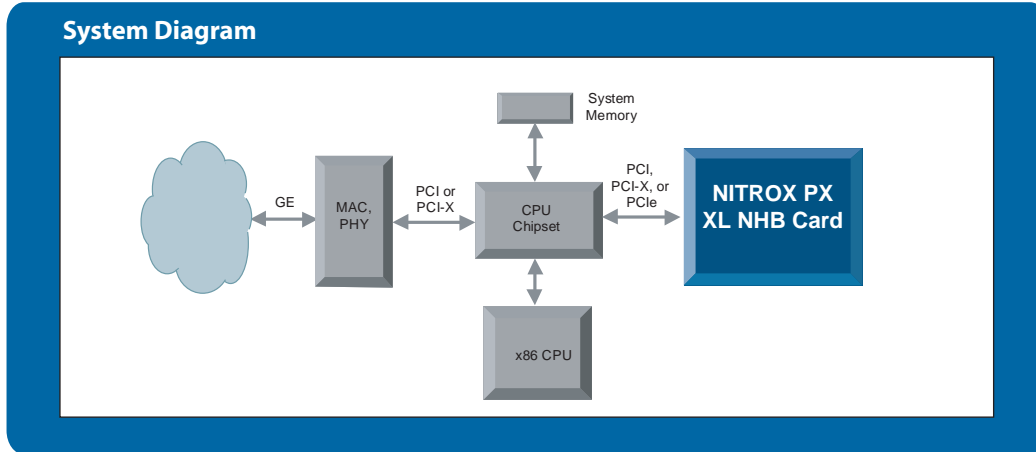 System Diagram
System
Memory
GE
MAC,
PHY
PCI or
PCI-X
CPU
Chipset
PCI,
PCI-X, or
PCIe
NITROX PX
XL NHB Card
x86 CPU